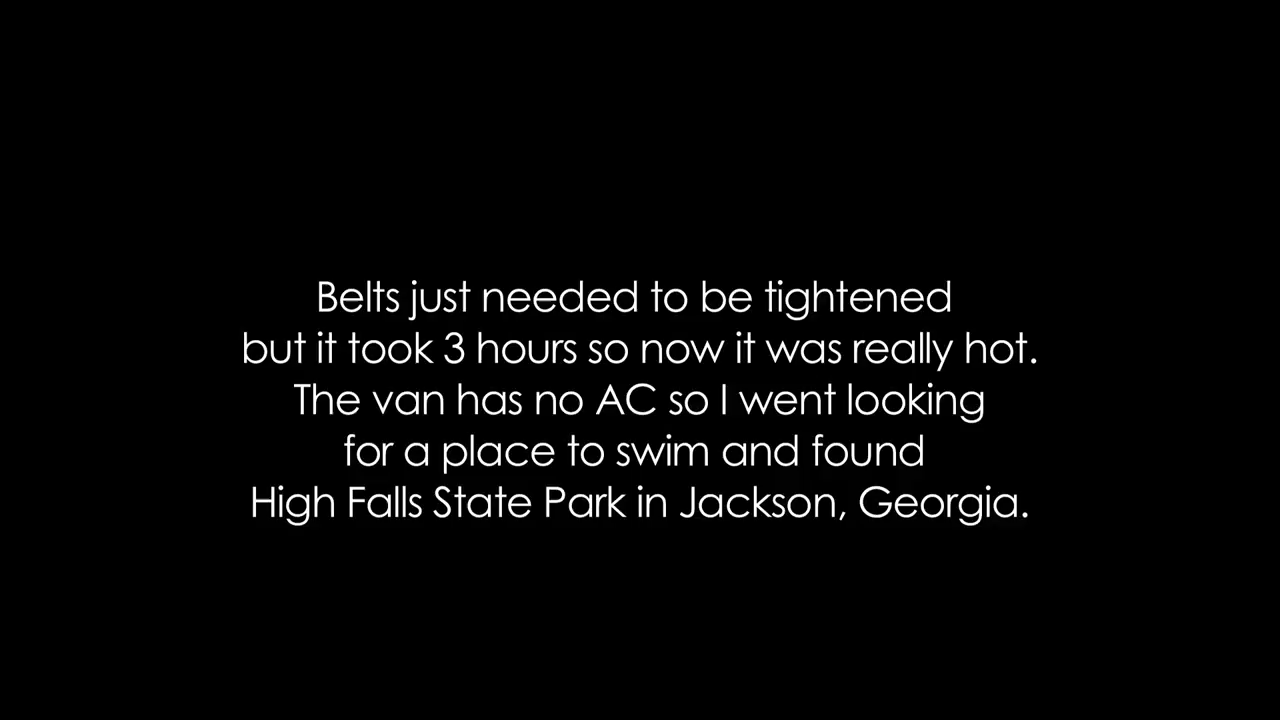 Belts just needed to be tightened
but it took 3 hours so now it was really hot.
The van has no AC so I went looking
for a place to swim and found
High Falls State Park in Jackson, Georgia.